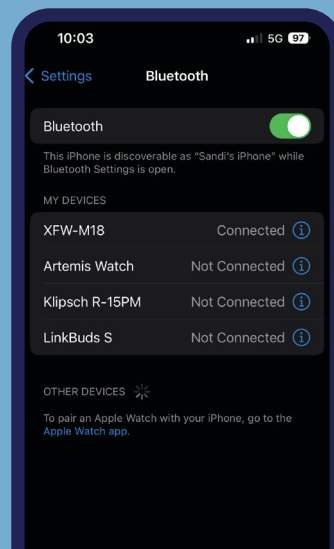 10:03 5G 97
Settings Bluetooth
Bluetooth
This iPhone is discoverable as "Sandi's iPhone" while
Bluetooth Settings is open.
MY DEVICES
XFW-M18 Connected
Artemis Watch Not Connected
Klipsch R-15PM Not Connected
LinkBuds S Not Connected
OTHER DEVICES
To pair an Apple Watch with your iPhone, go to the
Apple Watch app.